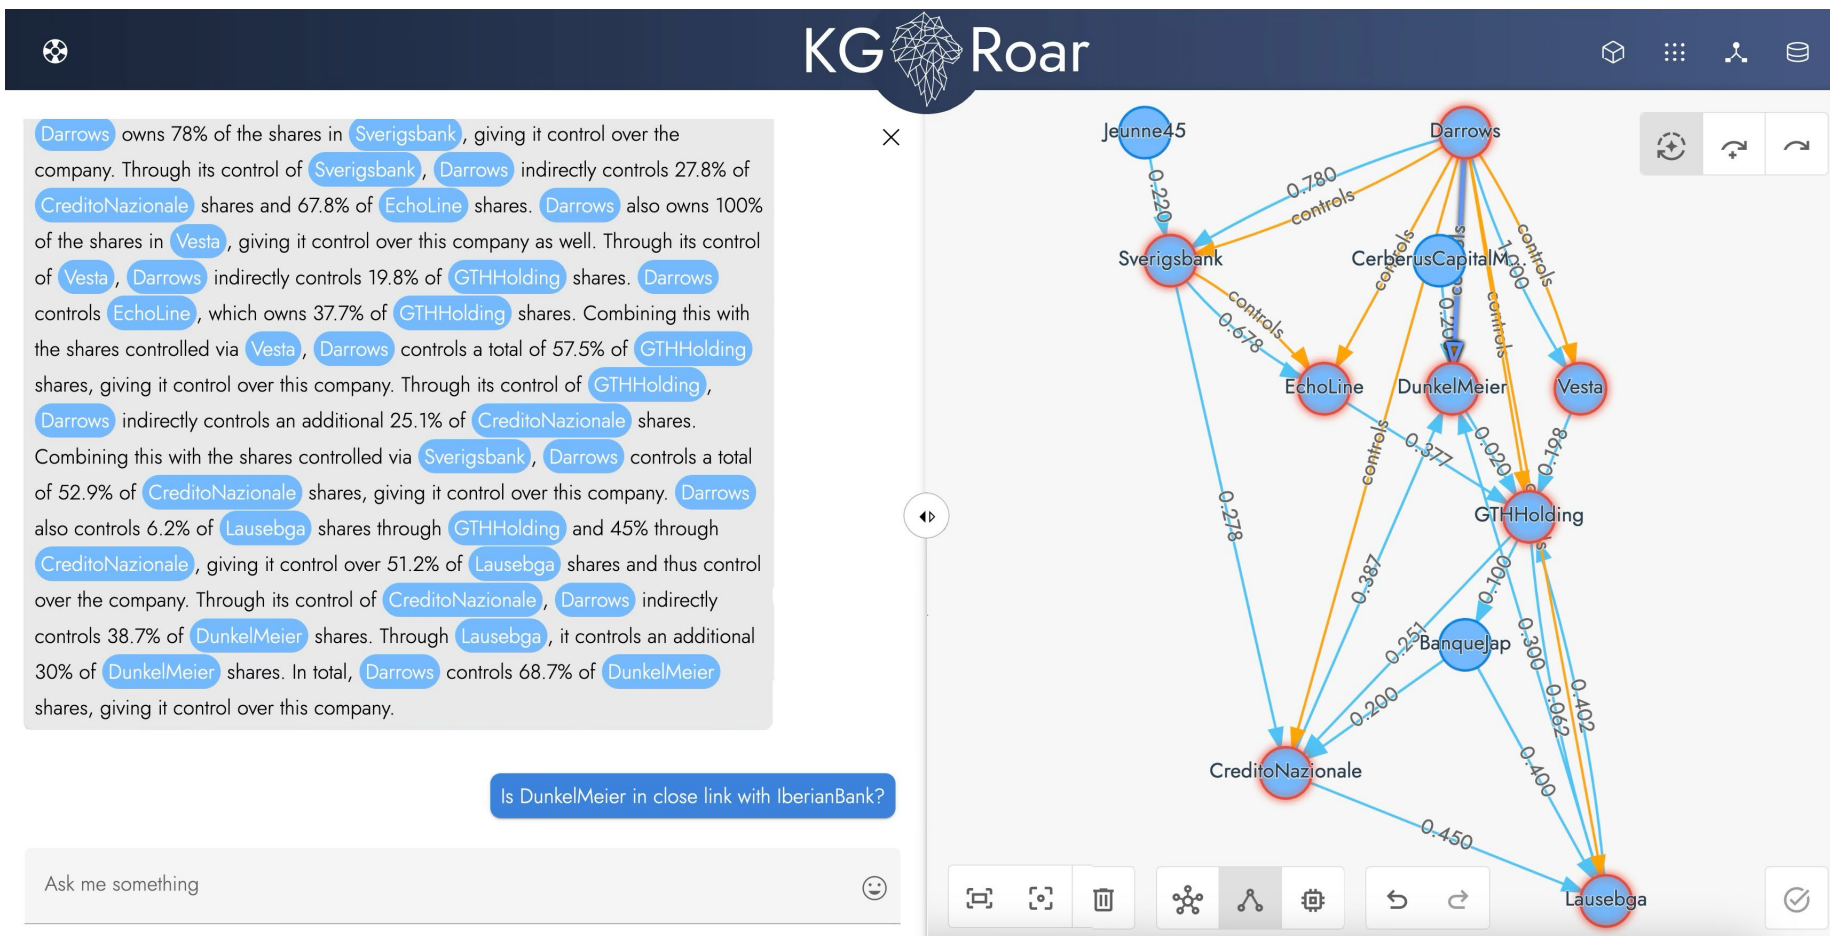 KG Roar
Darrows owns 78% of the shares in Sverigsbank, giving it control over the
company. Through its control of Sverigsbank, Darrows indirectly controls 27.8% of
CreditoNazionale shares and 67.8% of EchoLine shares. Darrows also owns 100%
of the shares in Vesta, giving it control over this company as well. Through its control
of Vesta, Darrows indirectly controls 19.8% of GTHHolding shares. Darrows
controls EchoLine, which owns 37.7% of GTHHolding shares. Combining this with
the shares controlled via Vesta, Darrows controls a total of 57.5% of GTHHolding
shares, giving it control over this company. Through its control of GTHHolding,
Darrows indirectly controls an additional 25.1% of CreditoNazionale shares.
Combining this with the shares controlled via Sverigsbank, Darrows controls a total
of 52.9% of CreditoNazionale shares, giving it control over this company. Darrows
also controls 6.2% of Lausebga shares through GTHHolding and 45% through
CreditoNazionale, giving it control over 51.2% of Lausebga shares and thus control
over the company. Through its control of CreditoNazionale, Darrows indirectly
controls 38.7% of DunkelMeier shares. Through Lausebga, it controls an additional
30% of DunkelMeier shares. In total, Darrows controls 68.7% of DunkelMeier
shares, giving it control over this company.
Is DunkelMeier in close link with IberianBank?
Ask me something
Jeunne45
Darrows
0.220
0.780
controls
Sverigsbank
CerberusCapitalM...
controls
1.000
controls
controls
0.678
controls
EchoLine
DunkelMeier
Vesta
controls
0.377
0.020
0.198
GTHHolding
0.278
0.387
0.100
0.251
BanqueJap
0.300
0.200
0.062
0.402
CreditoNazionale
0.400
0.450
Lausebga